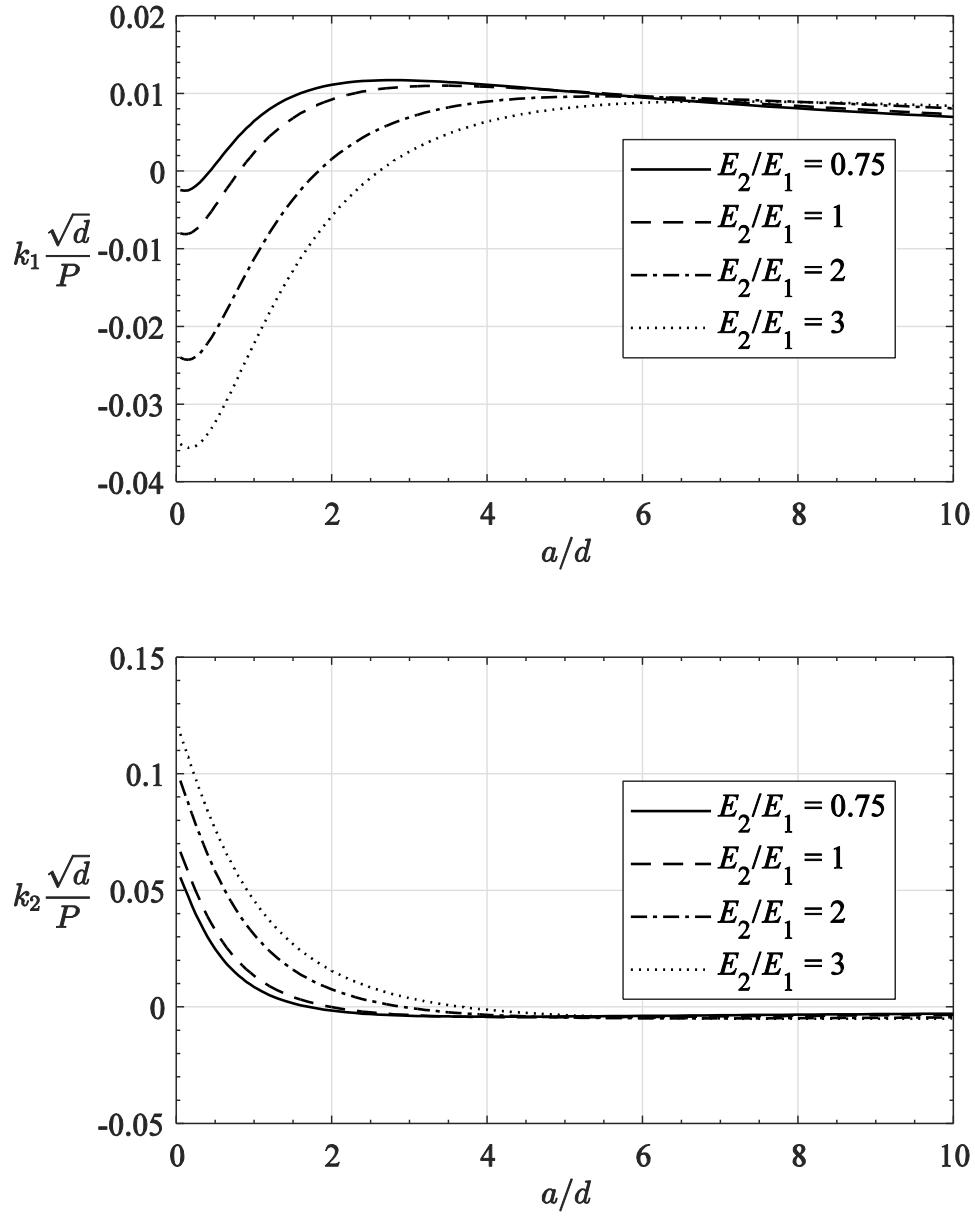 0.02
0.01
0
-0.01
-0.02
-0.03
-0.04
k₁ √d/P
E₂/E₁ = 0.75
E₂/E₁ = 1
E₂/E₁ = 2
E₂/E₁ = 3
0 2 4 6 8 10
a/d
0.15
0.1
0.05
0
-0.05
k₂ √d/P
E₂/E₁ = 0.75
E₂/E₁ = 1
E₂/E₁ = 2
E₂/E₁ = 3
0 2 4 6 8 10
a/d